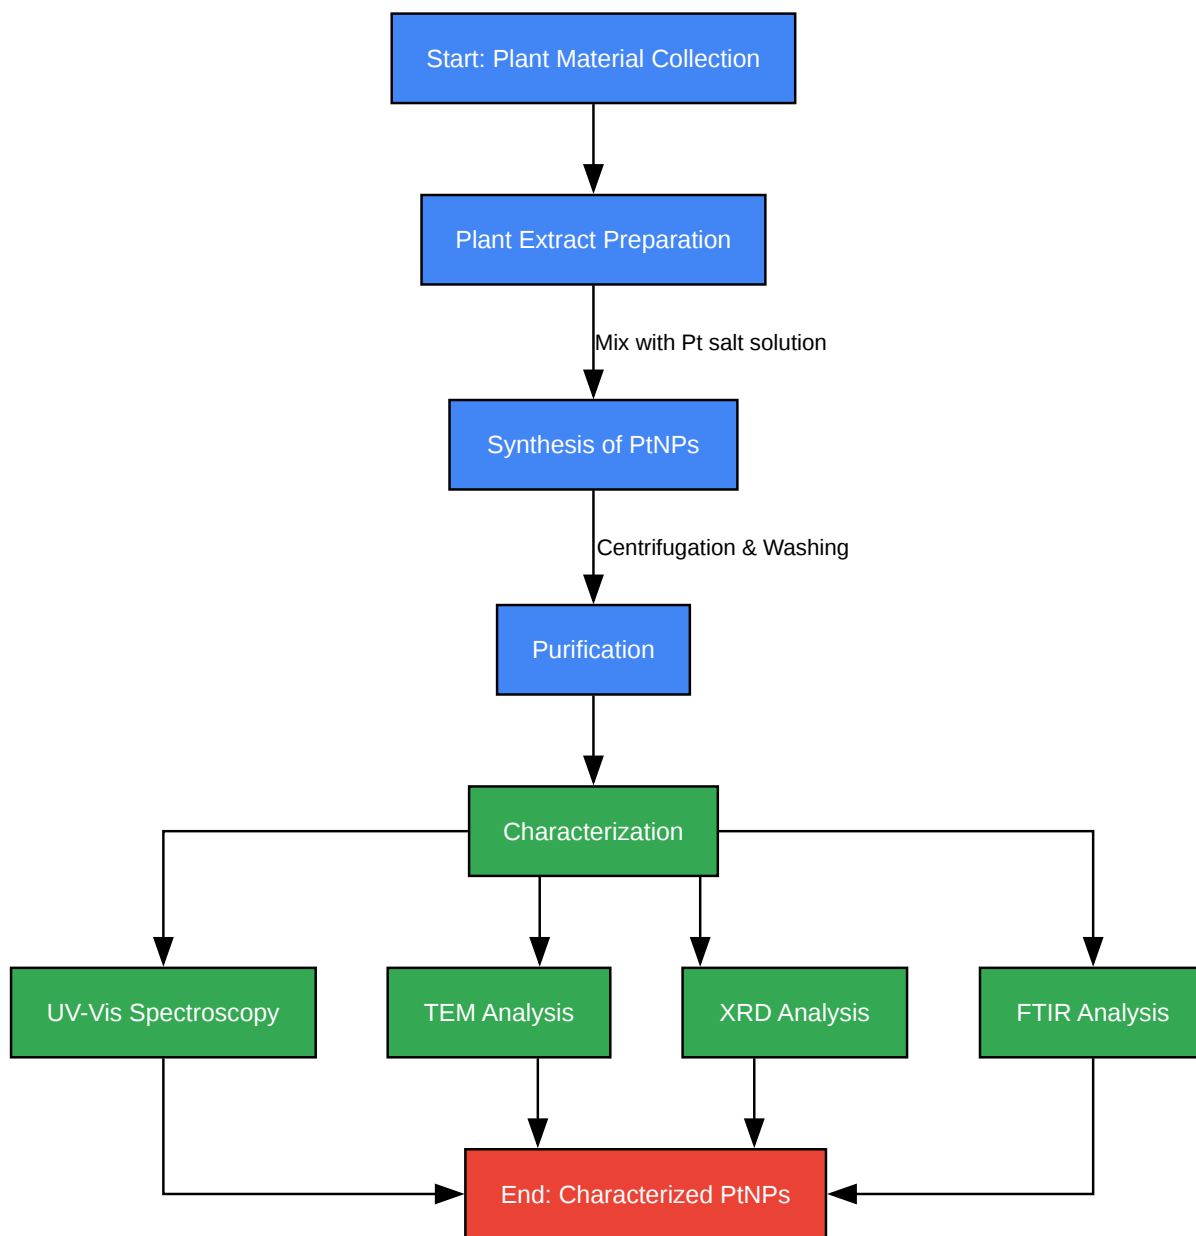 Start: Plant Material Collection
Plant Extract Preparation
Mix with Pt salt solution
Synthesis of PtNPs
Centrifugation & Washing
Purification
Characterization
UV-Vis Spectroscopy
TEM Analysis
XRD Analysis
FTIR Analysis
End: Characterized PtNPs